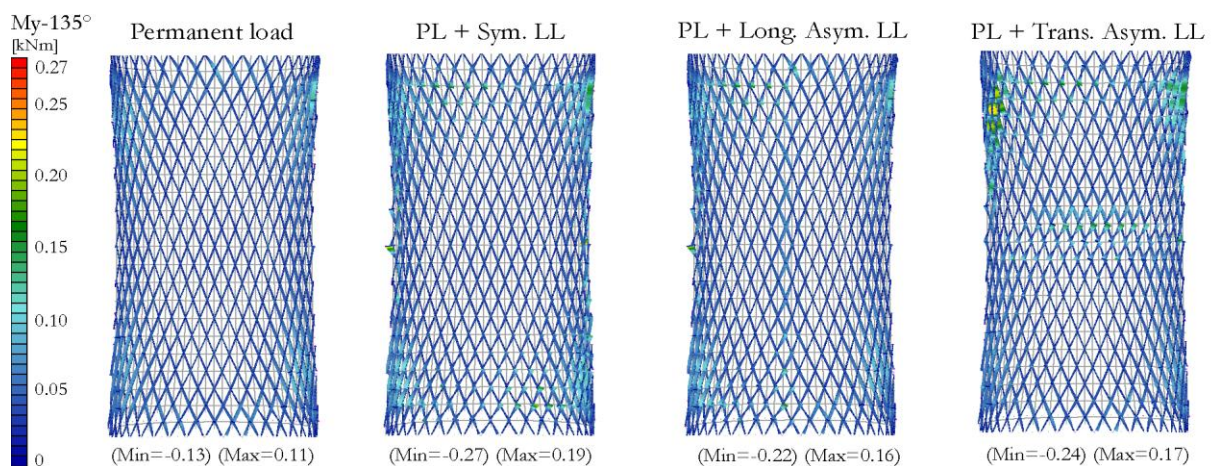 My-135°
[kNm]
0.27
0.25
0.20
0.15
0.10
0.05
0
Permanent load
(Min=-0.13) (Max=0.11)
PL + Sym. LL
(Min=-0.27) (Max=0.19)
PL + Long. Asym. LL
(Min=-0.22) (Max=0.16)
PL + Trans. Asym. LL
(Min=-0.24) (Max=0.17)